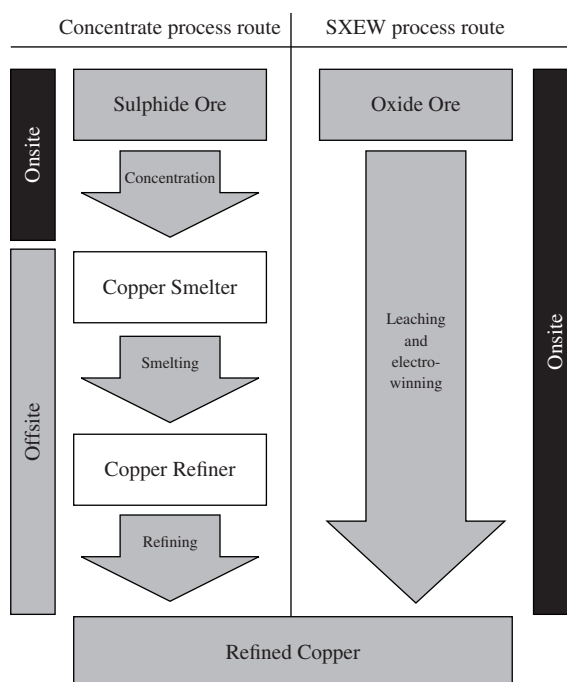 Concentrate process route
SXEW process route
Onsite
Sulphide Ore
Oxide Ore
Concentration
Copper Smelter
Smelting
Leaching
and
electro-
winning
Onsite
Offsite
Copper Refiner
Refining
Refined Copper